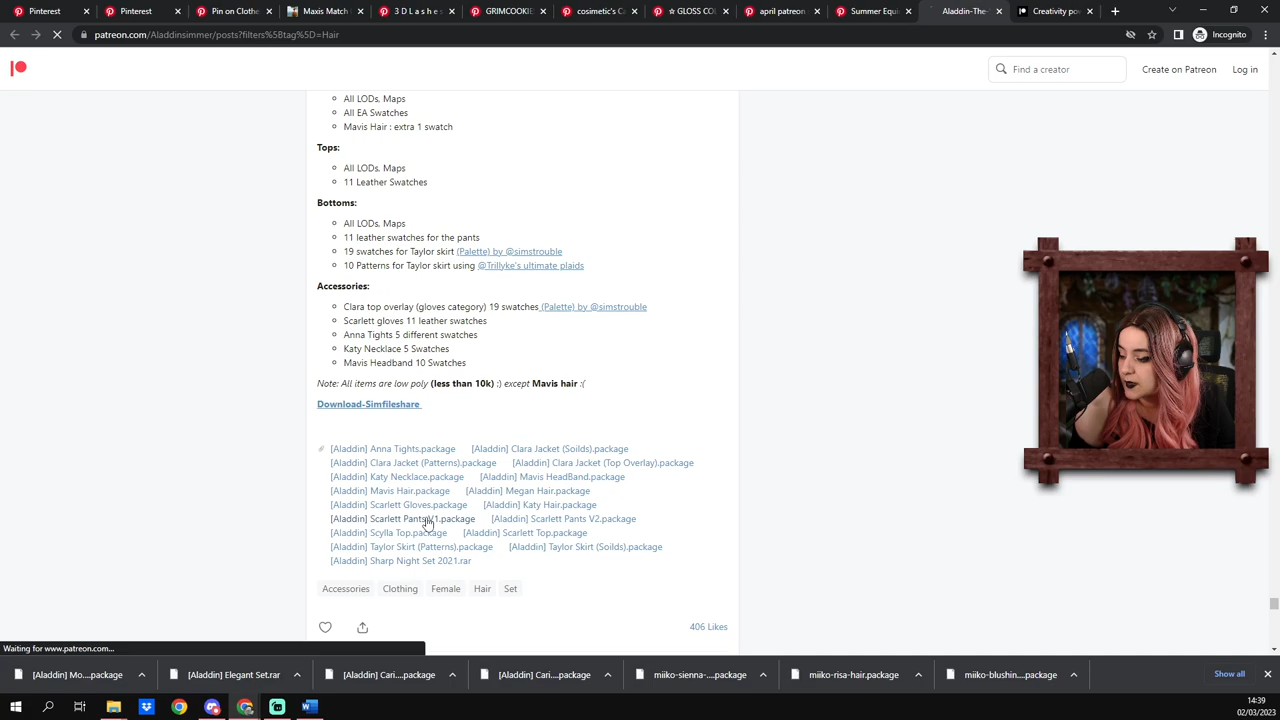 Pinterest
Pinterest
Pin on Clothe
Maxis Match
3 D L a s h e s
GRIMCOOKIE
cosmetic's C
☆ GLOSS CO
april patreon
Summer Equi
Aladdin-The-
Creativity po
patreon.com/Aladdinsimmer/posts?filters%5Btag%5D=Hair
Incognito
Find a creator
Create on Patreon
Log in
All LODs, Maps
All EA Swatches
Mavis Hair : extra 1 swatch
Tops:
All LODs, Maps
11 Leather Swatches
Bottoms:
All LODs, Maps
11 leather swatches for the pants
19 swatches for Taylor skirt (Palette) by @simstrouble
10 Patterns for Taylor skirt using @Trillyke's ultimate plaids
Accessories:
Clara top overlay (gloves category) 19 swatches (Palette) by @simstrouble
Scarlett gloves 11 leather swatches
Anna Tights 5 different swatches
Katy Necklace 5 Swatches
Mavis Headband 10 Swatches
Note: All items are low poly (less than 10k) :) except Mavis hair :(
Download-Simfileshare
[Aladdin] Anna Tights.package [Aladdin] Clara Jacket (Soilds).package
[Aladdin] Clara Jacket (Patterns).package [Aladdin] Clara Jacket (Top Overlay).package
[Aladdin] Katy Necklace.package [Aladdin] Mavis HeadBand.package
[Aladdin] Mavis Hair.package [Aladdin] Megan Hair.package
[Aladdin] Scarlett Gloves.package [Aladdin] Katy Hair.package
[Aladdin] Scarlett Pants V1.package [Aladdin] Scarlett Pants V2.package
[Aladdin] Scylla Top.package [Aladdin] Scarlett Top.package
[Aladdin] Taylor Skirt (Patterns).package [Aladdin] Taylor Skirt (Soilds).package
[Aladdin] Sharp Night Set 2021.rar
Accessories Clothing Female Hair Set
406 Likes
Waiting for www.patreon.com...
[Aladdin] Mo....package
[Aladdin] Elegant Set.rar
[Aladdin] Cari....package
[Aladdin] Cari....package
miiko-sienna-....package
miiko-risa-hair.package
miiko-blushin....package
Show all
14:39
02/03/2023